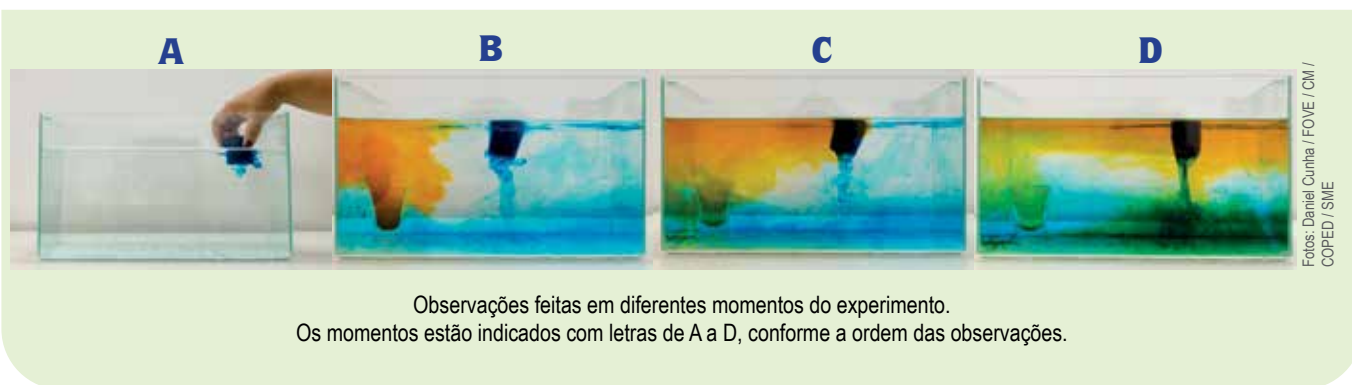 A
B
C
D
Fotos: Daniel Cunha / FOVE / CM /
COPED / SME
Observações feitas em diferentes momentos do experimento.
Os momentos estão indicados com letras de A a D, conforme a ordem das observações.